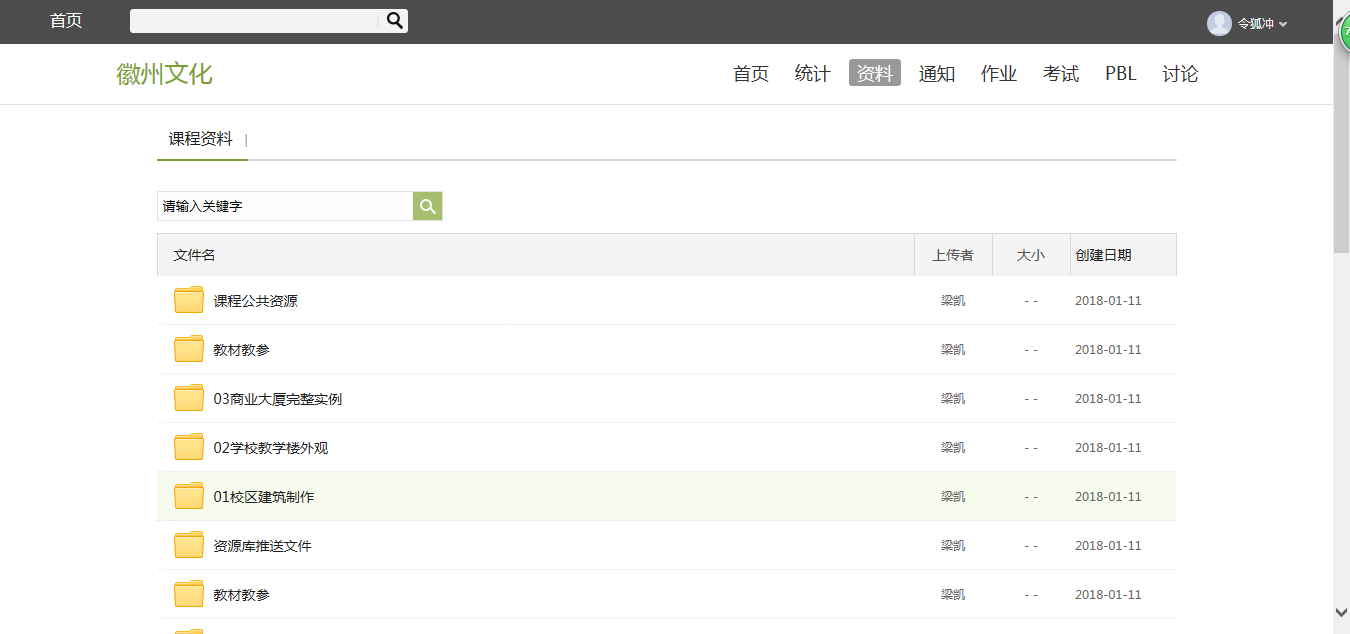 首页
令狐冲
徽州文化
首页 统计 资料 通知 作业 考试 PBL 讨论
课程资料 |
请输入关键字
文件名 上传者 大小 创建日期
课程公共资源 梁凯 - - 2018-01-11
教材教参 梁凯 - - 2018-01-11
03商业大厦完整实例 梁凯 - - 2018-01-11
02学校教学楼外观 梁凯 - - 2018-01-11
01校区建筑制作 梁凯 - - 2018-01-11
资源库推送文件 梁凯 - - 2018-01-11
教材教参 梁凯 - - 2018-01-11